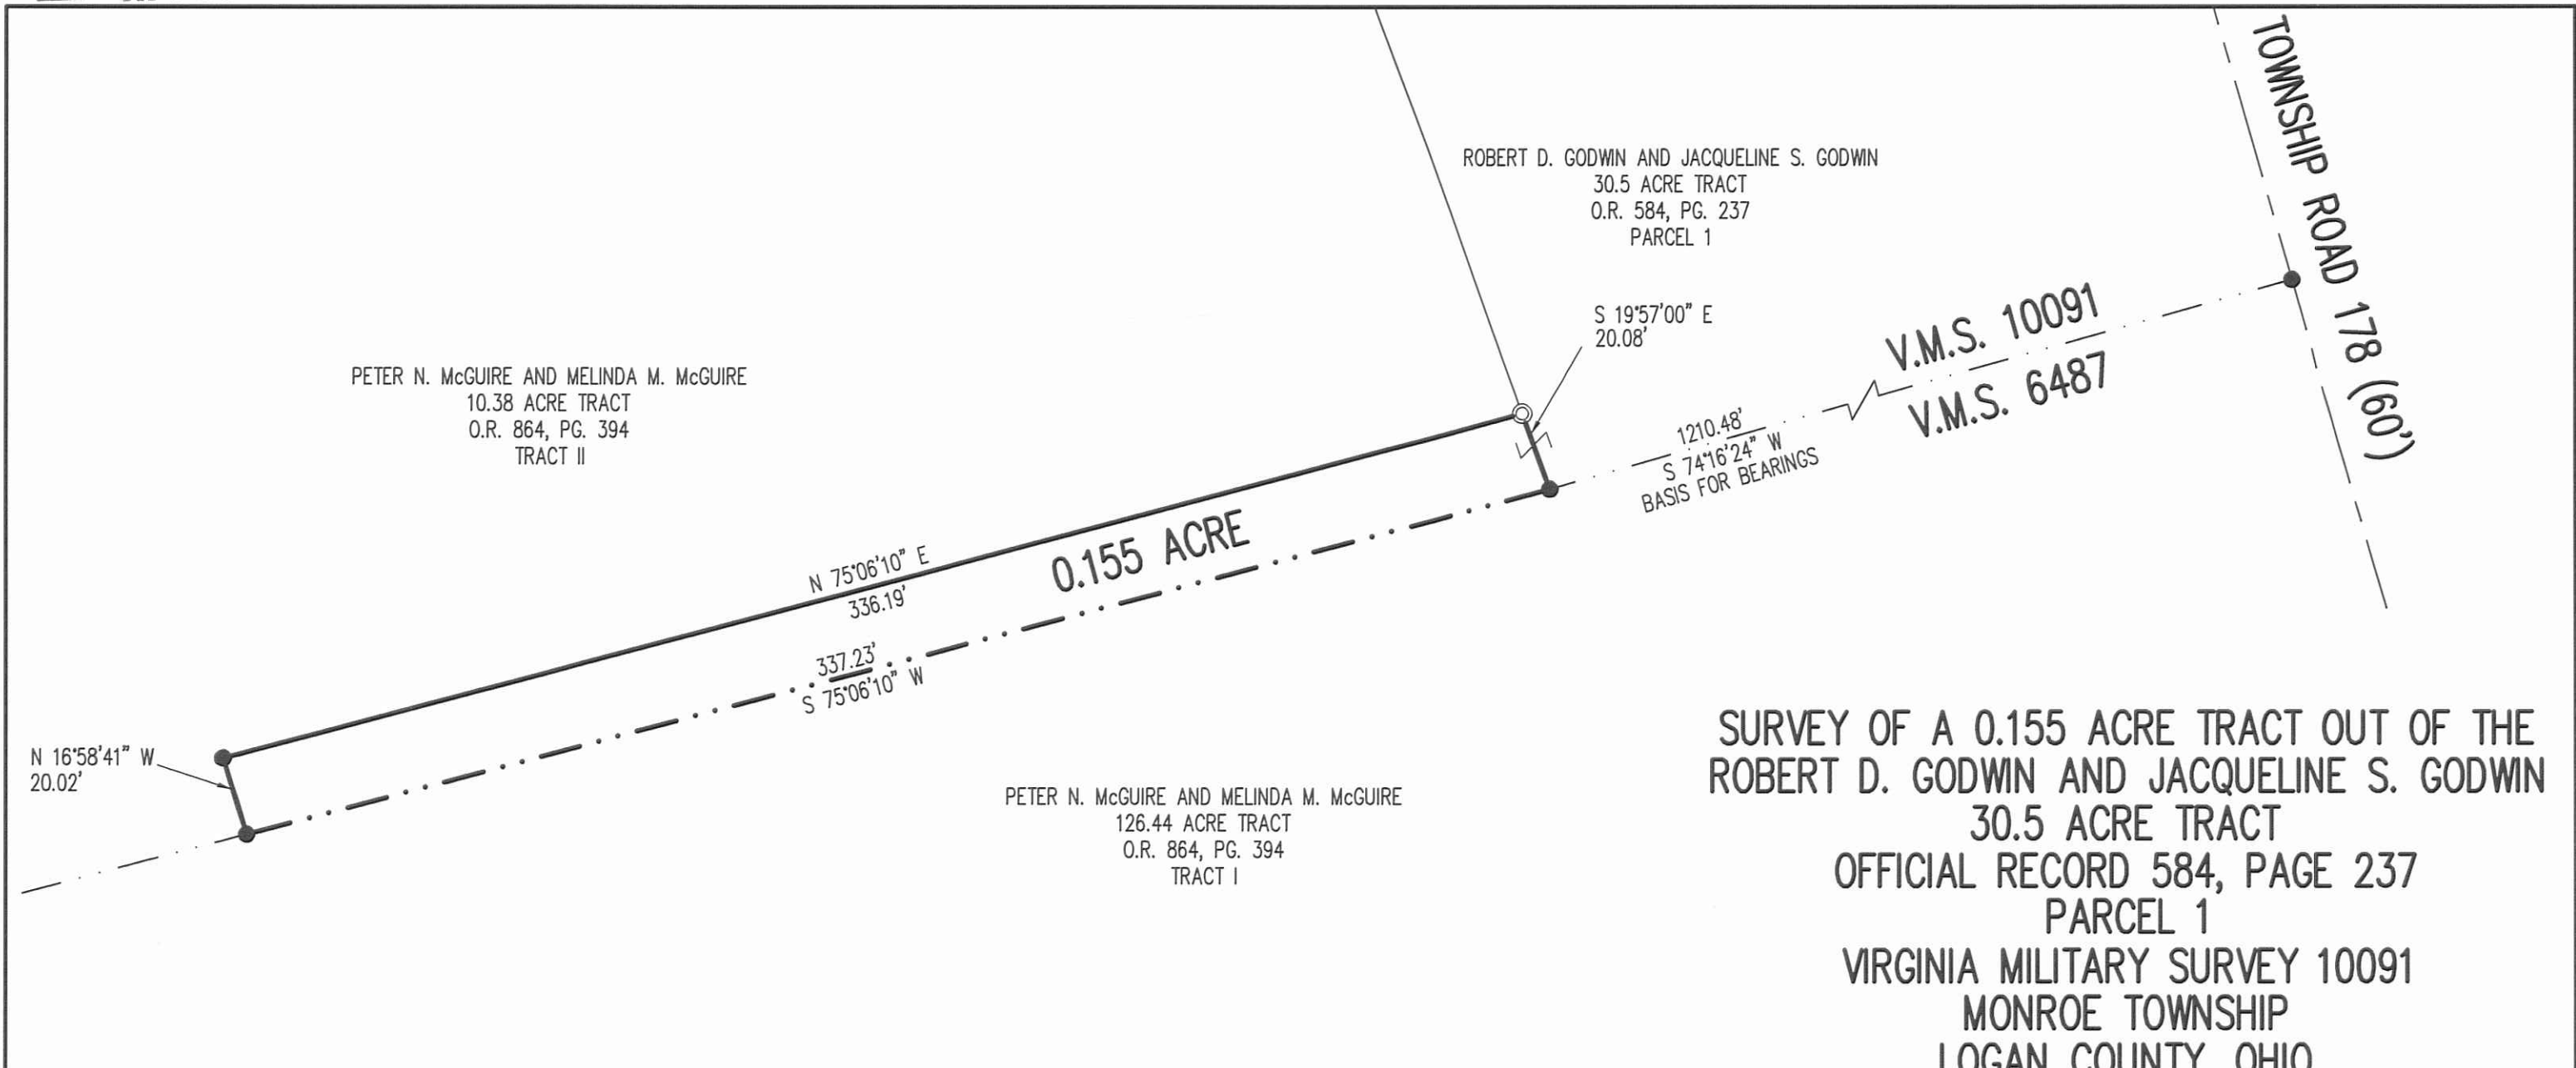 TOWNSHIP ROAD 178 (60')
ROBERT D. GODWIN AND JACQUELINE S. GODWIN
30.5 ACRE TRACT
O.R. 584, PG. 237
PARCEL 1
S 19°57'00" E
20.08'
V.M.S. 10091
V.M.S. 6487
PETER N. McGUIRE AND MELINDA M. McGUIRE
10.38 ACRE TRACT
O.R. 864, PG. 394
TRACT II
1210.48'
S 74°16'24" W
BASIS FOR BEARINGS
N 75°06'10" E
336.19'
0.155 ACRE
337.23'
S 75°06'10" W
N 16°58'41" W
20.02'
PETER N. McGUIRE AND MELINDA M. McGUIRE
126.44 ACRE TRACT
O.R. 864, PG. 394
TRACT I
SURVEY OF A 0.155 ACRE TRACT OUT OF THE
ROBERT D. GODWIN AND JACQUELINE S. GODWIN
30.5 ACRE TRACT
OFFICIAL RECORD 584, PAGE 237
PARCEL 1
VIRGINIA MILITARY SURVEY 10091
MONROE TOWNSHIP
LOGAN COUNTY, OHIO